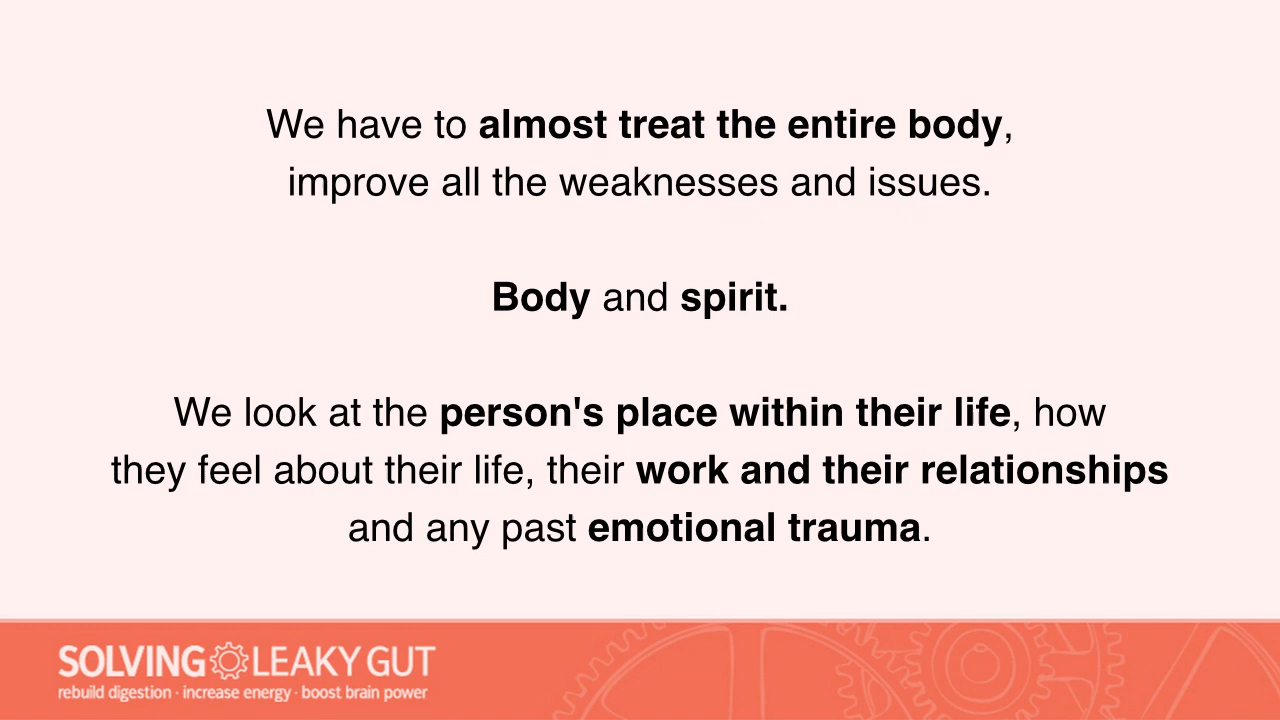 We have to almost treat the entire body,
improve all the weaknesses and issues.
Body and spirit.
We look at the person's place within their life, how
they feel about their life, their work and their relationships
and any past emotional trauma.
SOLVING LEAKY GUT
rebuild digestion · increase energy · boost brain power